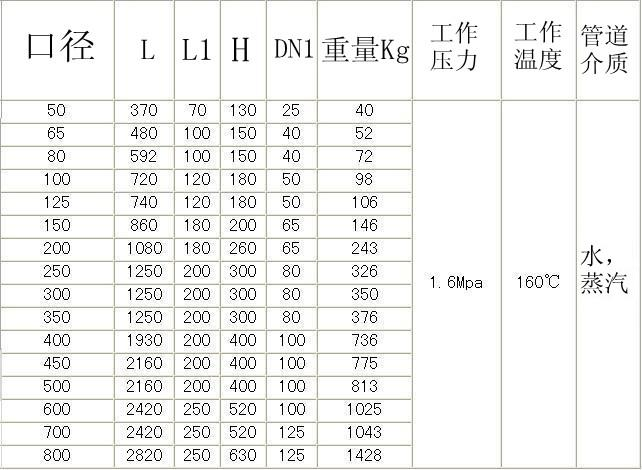 口径 L L1 H DN1 重量Kg 工作压力 工作温度 管道介质
50 370 70 130 25 40
65 480 100 150 40 52
80 592 100 150 40 72
100 720 120 180 50 98
125 740 120 180 50 106
150 860 180 200 65 146
200 1080 180 260 65 243
250 1250 200 300 80 326
300 1250 200 300 80 350
350 1250 200 300 80 376
400 1930 200 400 100 736
450 2160 200 400 100 775
500 2160 200 400 100 813
600 2420 250 520 100 1025
700 2420 250 520 125 1043
800 2820 250 630 125 1428
1.6Mpa 160℃ 水，蒸汽